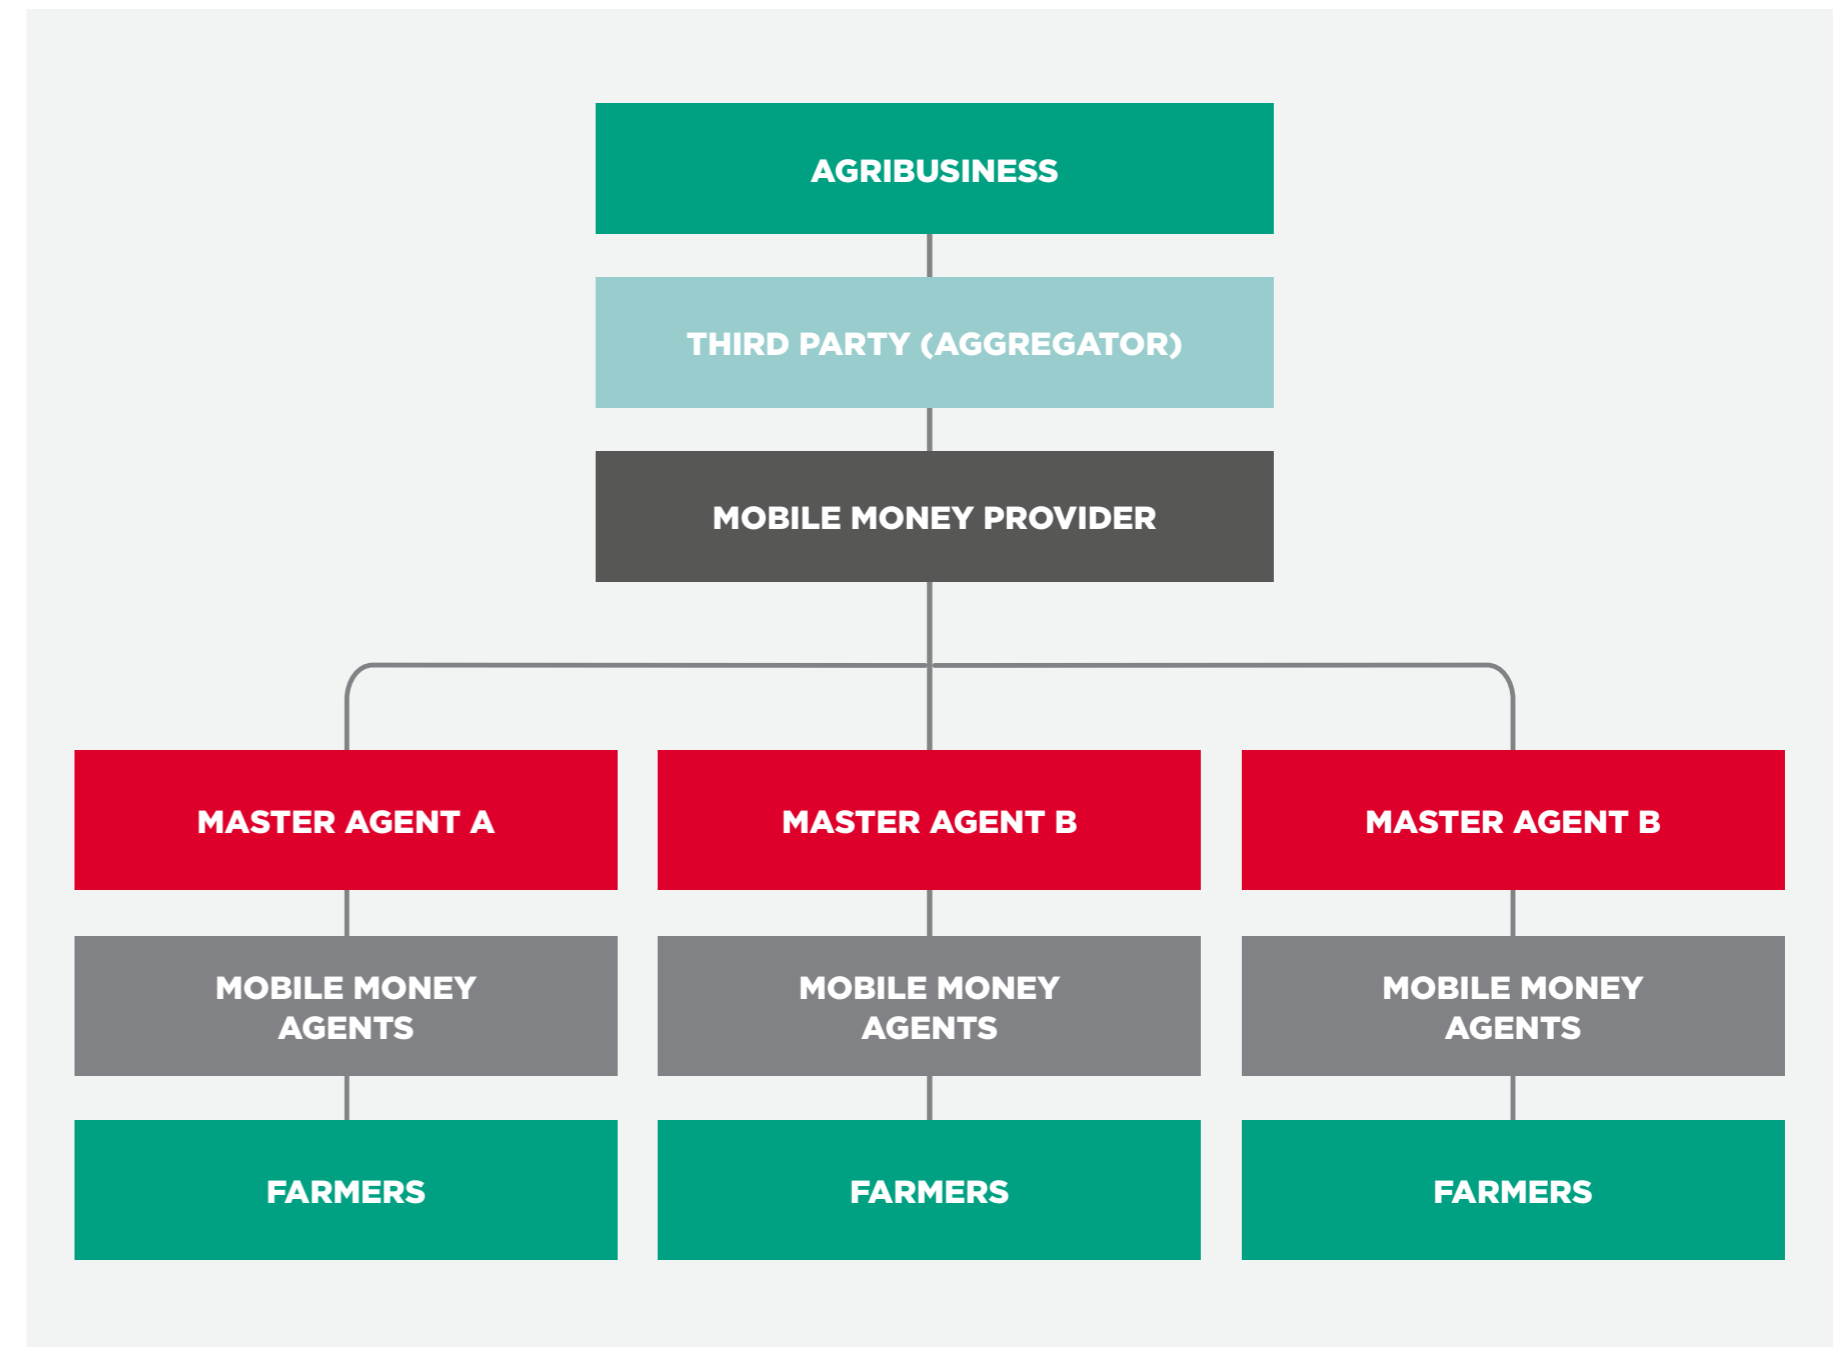 AGRIBUSINESS
THIRD PARTY (AGGREGATOR)
MOBILE MONEY PROVIDER
MASTER AGENT A
MASTER AGENT B
MASTER AGENT B
MOBILE MONEY
AGENTS
MOBILE MONEY
AGENTS
MOBILE MONEY
AGENTS
FARMERS
FARMERS
FARMERS